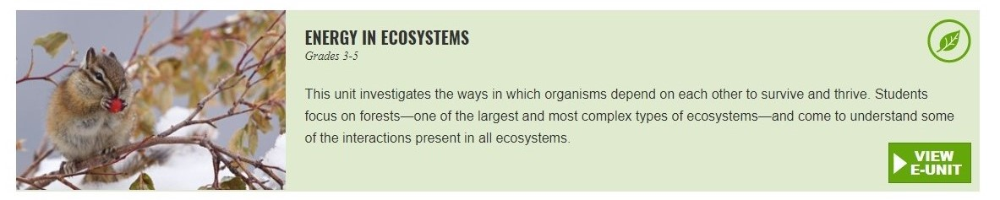 ENERGY IN ECOSYSTEMS
Grades 3-5
This unit investigates the ways in which organisms depend on each other to survive and thrive. Students
focus on forests—one of the largest and most complex types of ecosystems—and come to understand some
of the interactions present in all ecosystems.
VIEW
E-UNIT